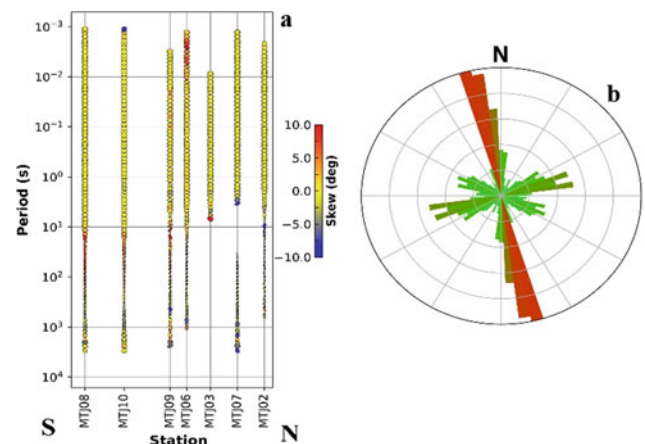 a
Period (s)
10⁻³
10⁻²
10⁻¹
10⁰
10¹
10²
10³
10⁴
10.0
5.0
0.0
−5.0
−10.0
Skew (deg)
MTJ08
MTJ10
MTJ09
MTJ06
MTJ03
MTJ07
MTJ02
S
Station
N
N
b